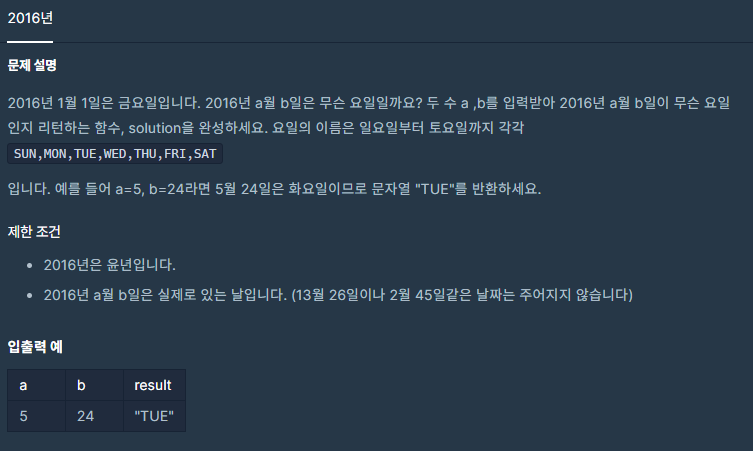 2016년
문제 설명
2016년 1월 1일은 금요일입니다. 2016년 a월 b일은 무슨 요일일까요? 두 수 a ,b를 입력받아 2016년 a월 b일이 무슨 요일
인지 리턴하는 함수, solution을 완성하세요. 요일의 이름은 일요일부터 토요일까지 각각
SUN,MON,TUE,WED,THU,FRI,SAT
입니다. 예를 들어 a=5, b=24라면 5월 24일은 화요일이므로 문자열 "TUE"를 반환하세요.
제한 조건
2016년은 윤년입니다.
2016년 a월 b일은 실제로 있는 날입니다. (13월 26일이나 2월 45일같은 날짜는 주어지지 않습니다)
입출력 예
a b result
5 24 "TUE"